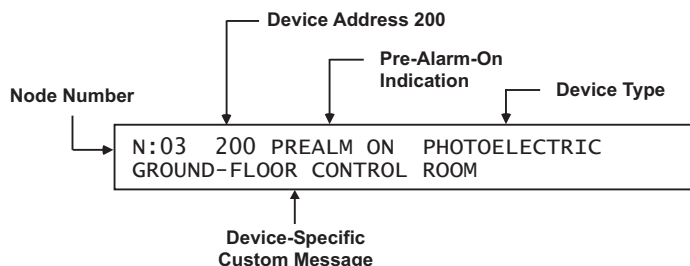 Device Address 200
Pre-Alarm-On
Indication
Node Number
Device Type
N:03 200 PREALM ON PHOTOELECTRIC
GROUND-FLOOR CONTROL ROOM
Device-Specific
Custom Message